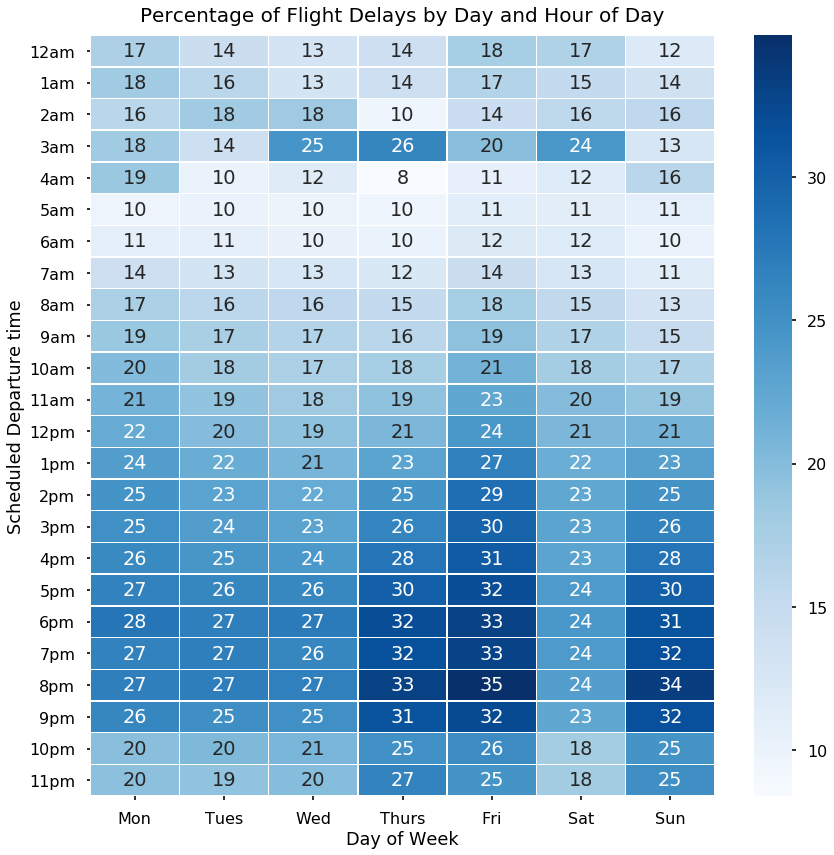 Percentage of Flight Delays by Day and Hour of Day
12am 17 14 13 14 18 17 12
1am 18 16 13 14 17 15 14
2am 16 18 18 10 14 16 16
3am 18 14 25 26 20 24 13
4am 19 10 12 8 11 12 16
5am 10 10 10 10 11 11 11
6am 11 11 10 10 12 12 10
7am 14 13 13 12 14 13 11
8am 17 16 16 15 18 15 13
9am 19 17 17 16 19 17 15
10am 20 18 17 18 21 18 17
11am 21 19 18 19 23 20 19
12pm 22 20 19 21 24 21 21
1pm 24 22 21 23 27 22 23
2pm 25 23 22 25 29 23 25
3pm 25 24 23 26 30 23 26
4pm 26 25 24 28 31 23 28
5pm 27 26 26 30 32 24 30
6pm 28 27 27 32 33 24 31
7pm 27 27 26 32 33 24 32
8pm 27 27 27 33 35 24 34
9pm 26 25 25 31 32 23 32
10pm 20 20 21 25 26 18 25
11pm 20 19 20 27 25 18 25
Mon Tues Wed Thurs Fri Sat Sun
Day of Week
Scheduled Departure time
30
25
20
15
10